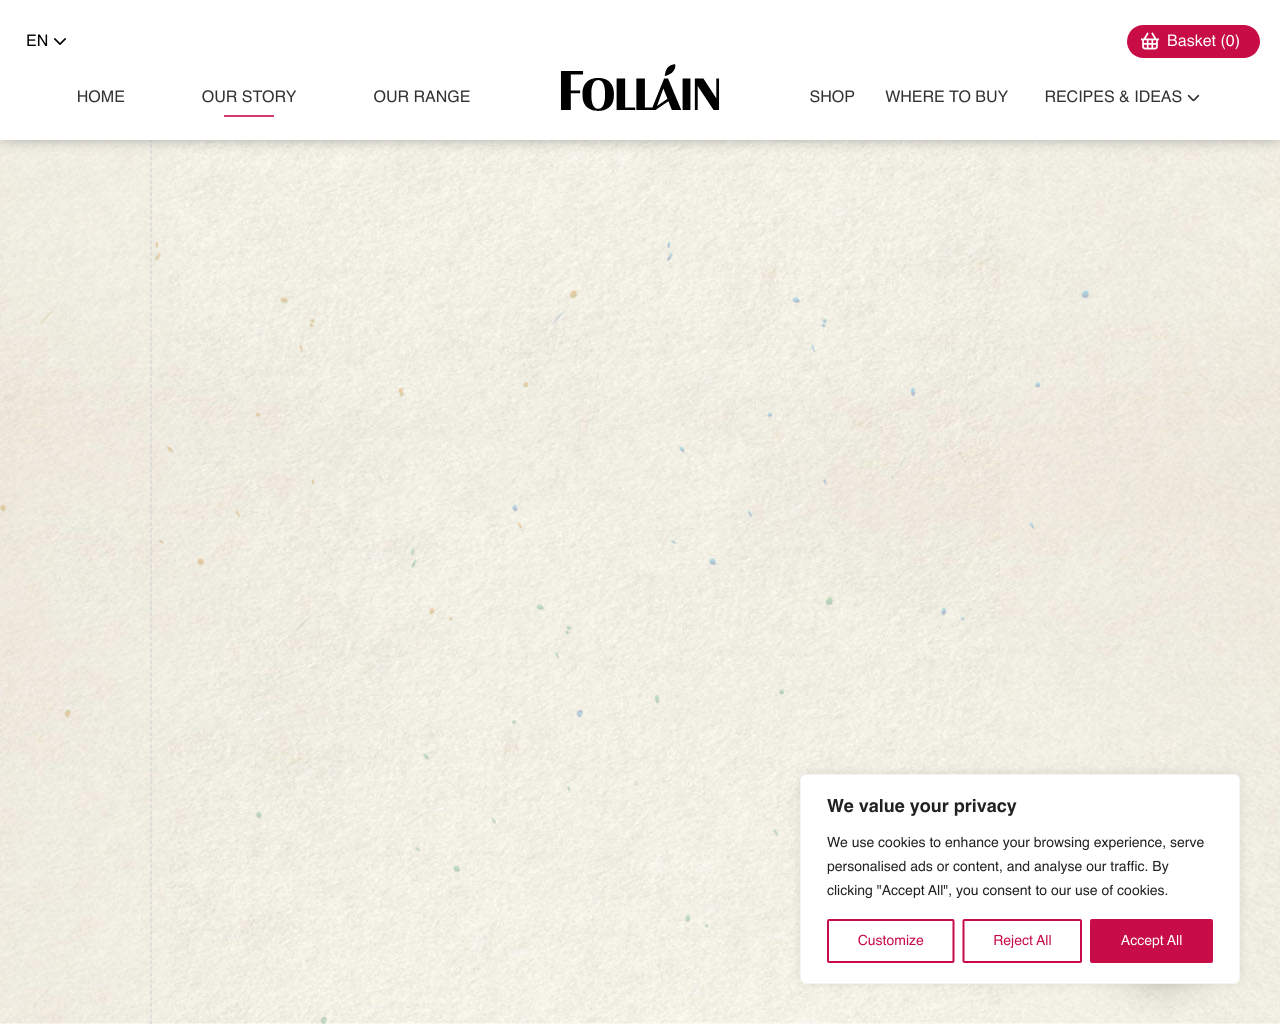 EN
Basket (0)
HOME
OUR STORY
OUR RANGE
FOLLÁIN
SHOP
WHERE TO BUY
RECIPES & IDEAS
We value your privacy
We use cookies to enhance your browsing experience, serve
personalised ads or content, and analyse our traffic. By
clicking "Accept All", you consent to our use of cookies.
Customize
Reject All
Accept All